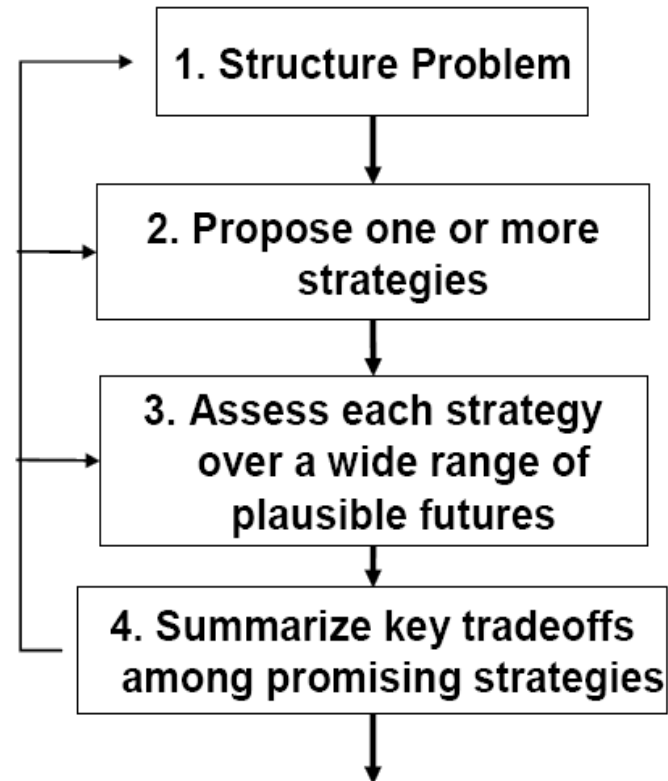 1. Structure Problem
2. Propose one or more
strategies
3. Assess each strategy
over a wide range of
plausible futures
4. Summarize key tradeoffs
among promising strategies